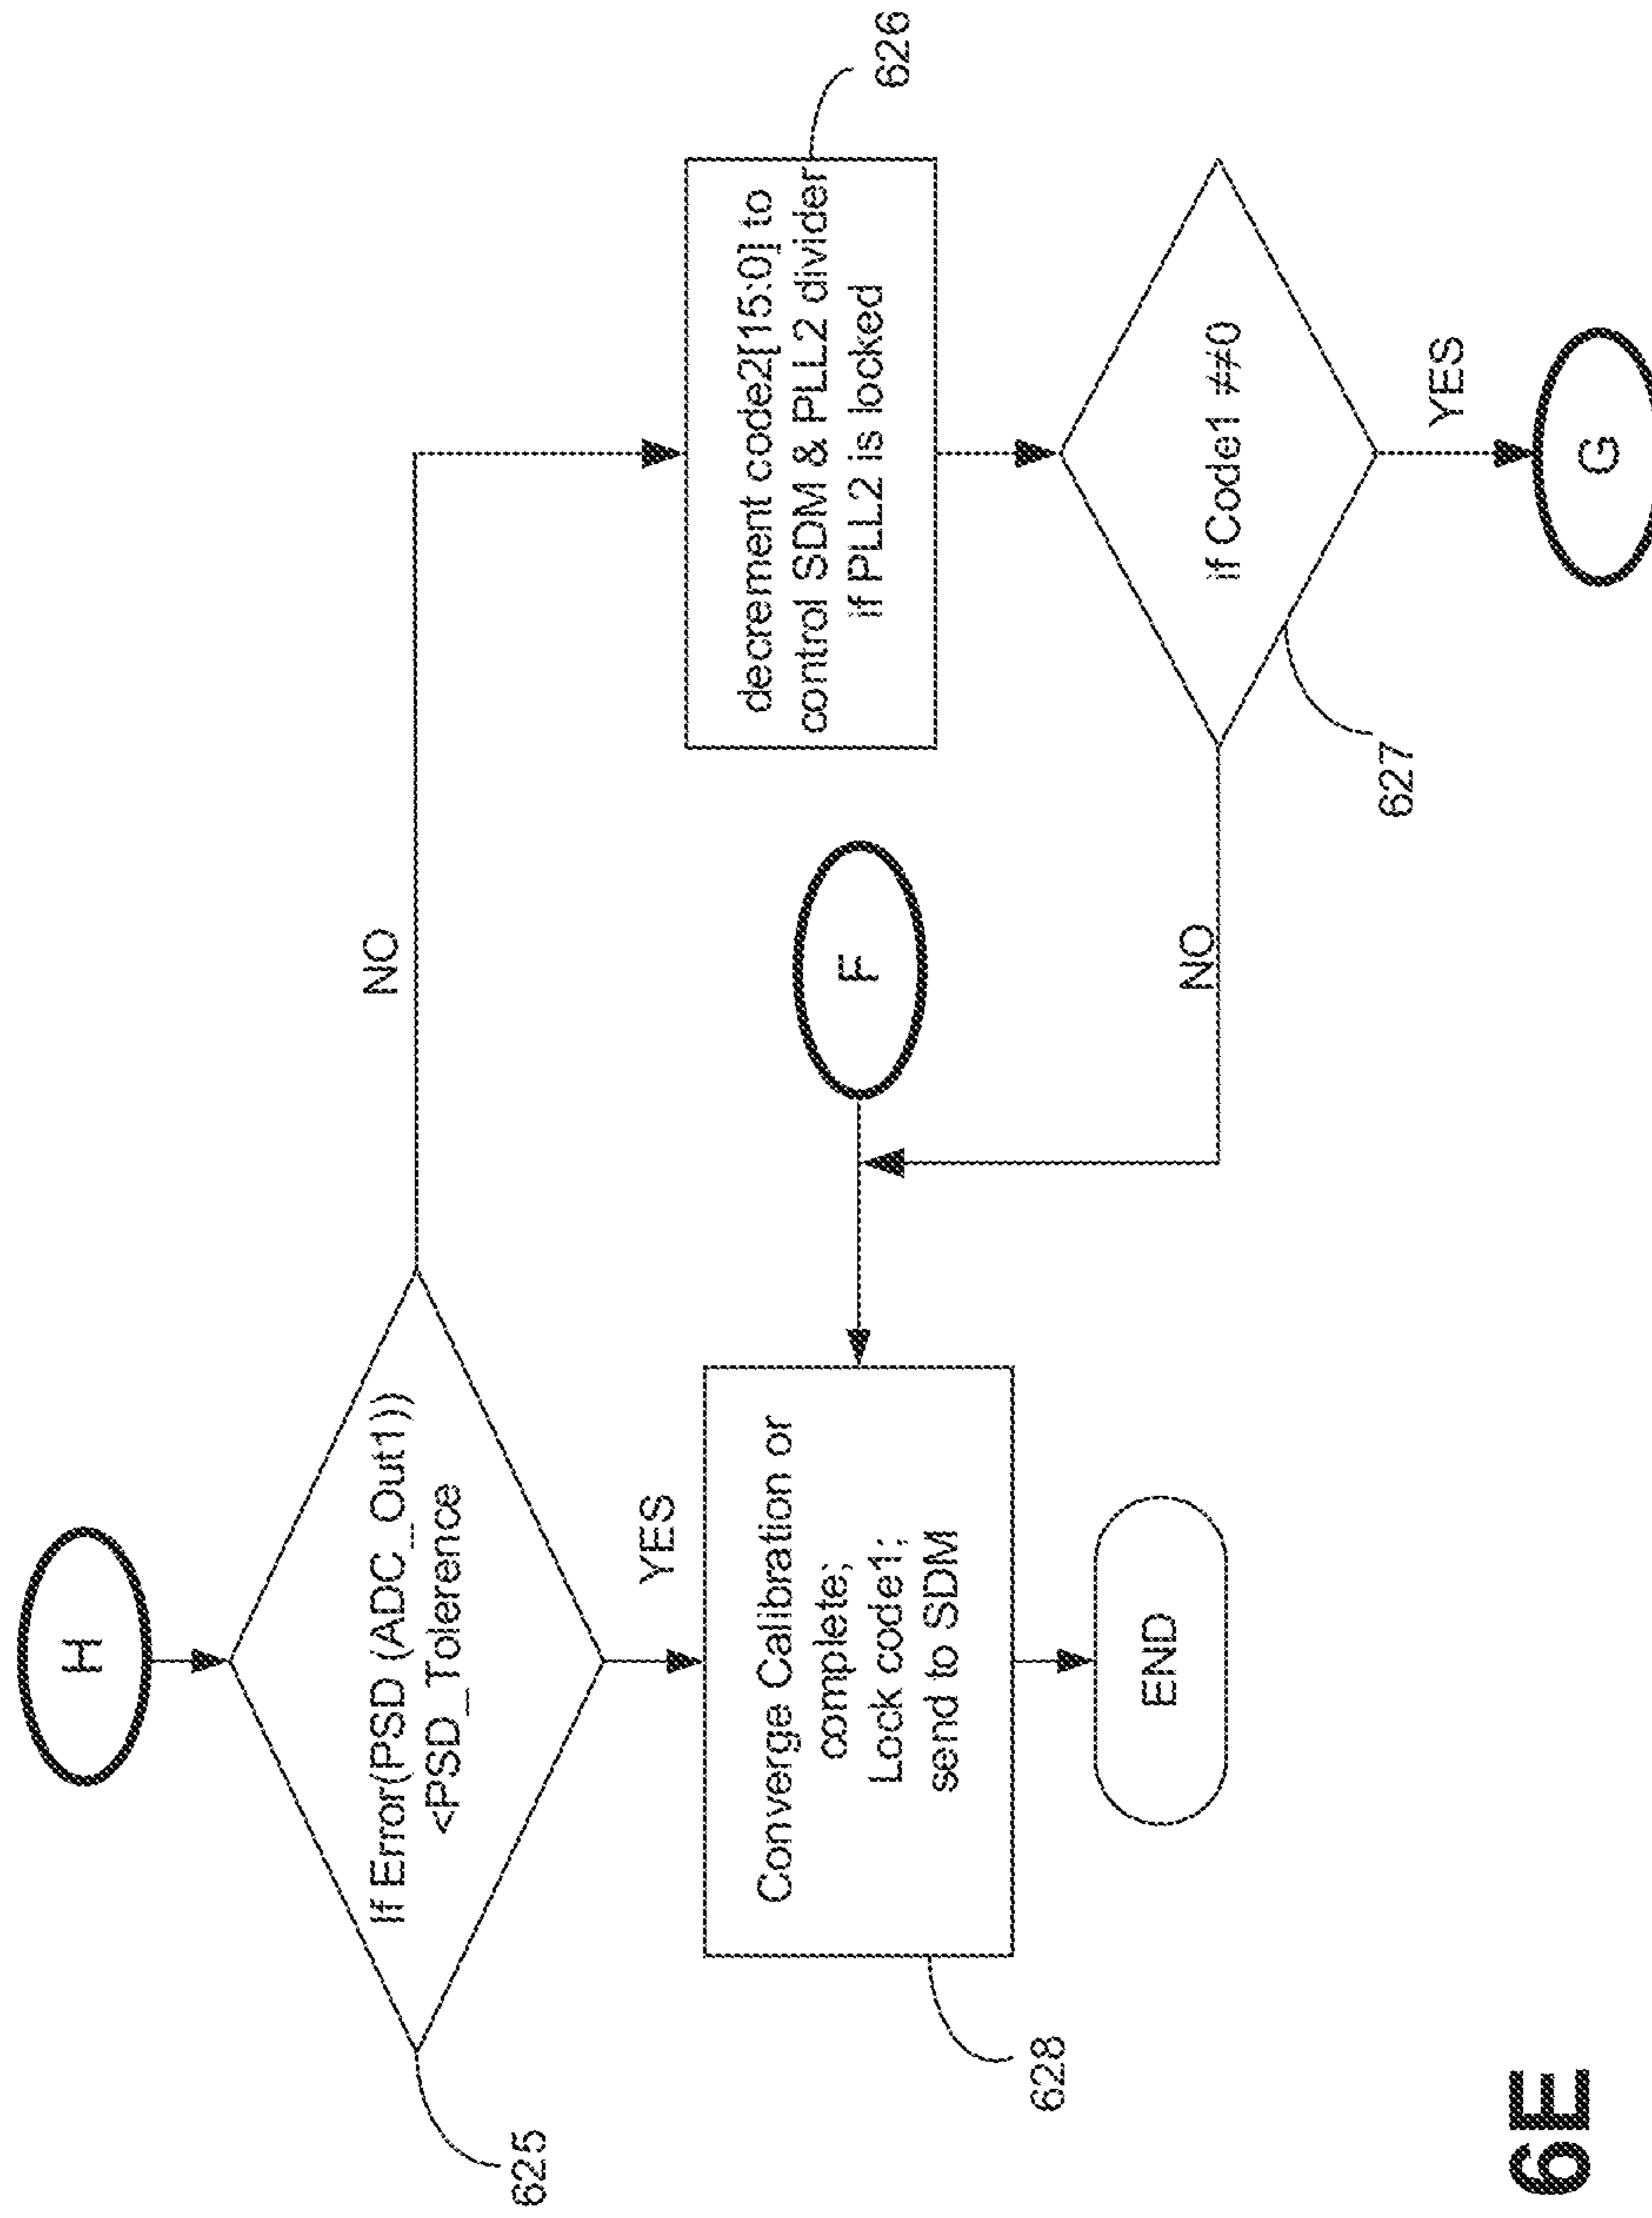 H
If Error(PSD (ADC_Out1))
<PSD_Tolerence
625
NO
YES
decrement code2[15:0] to
control SDM & PLL2 divider
if PLL2 is locked
626
F
Converge Calibration or
complete;
Lock code1;
send to SDM
628
if Code1 ##0
627
NO
YES
END
G
6E